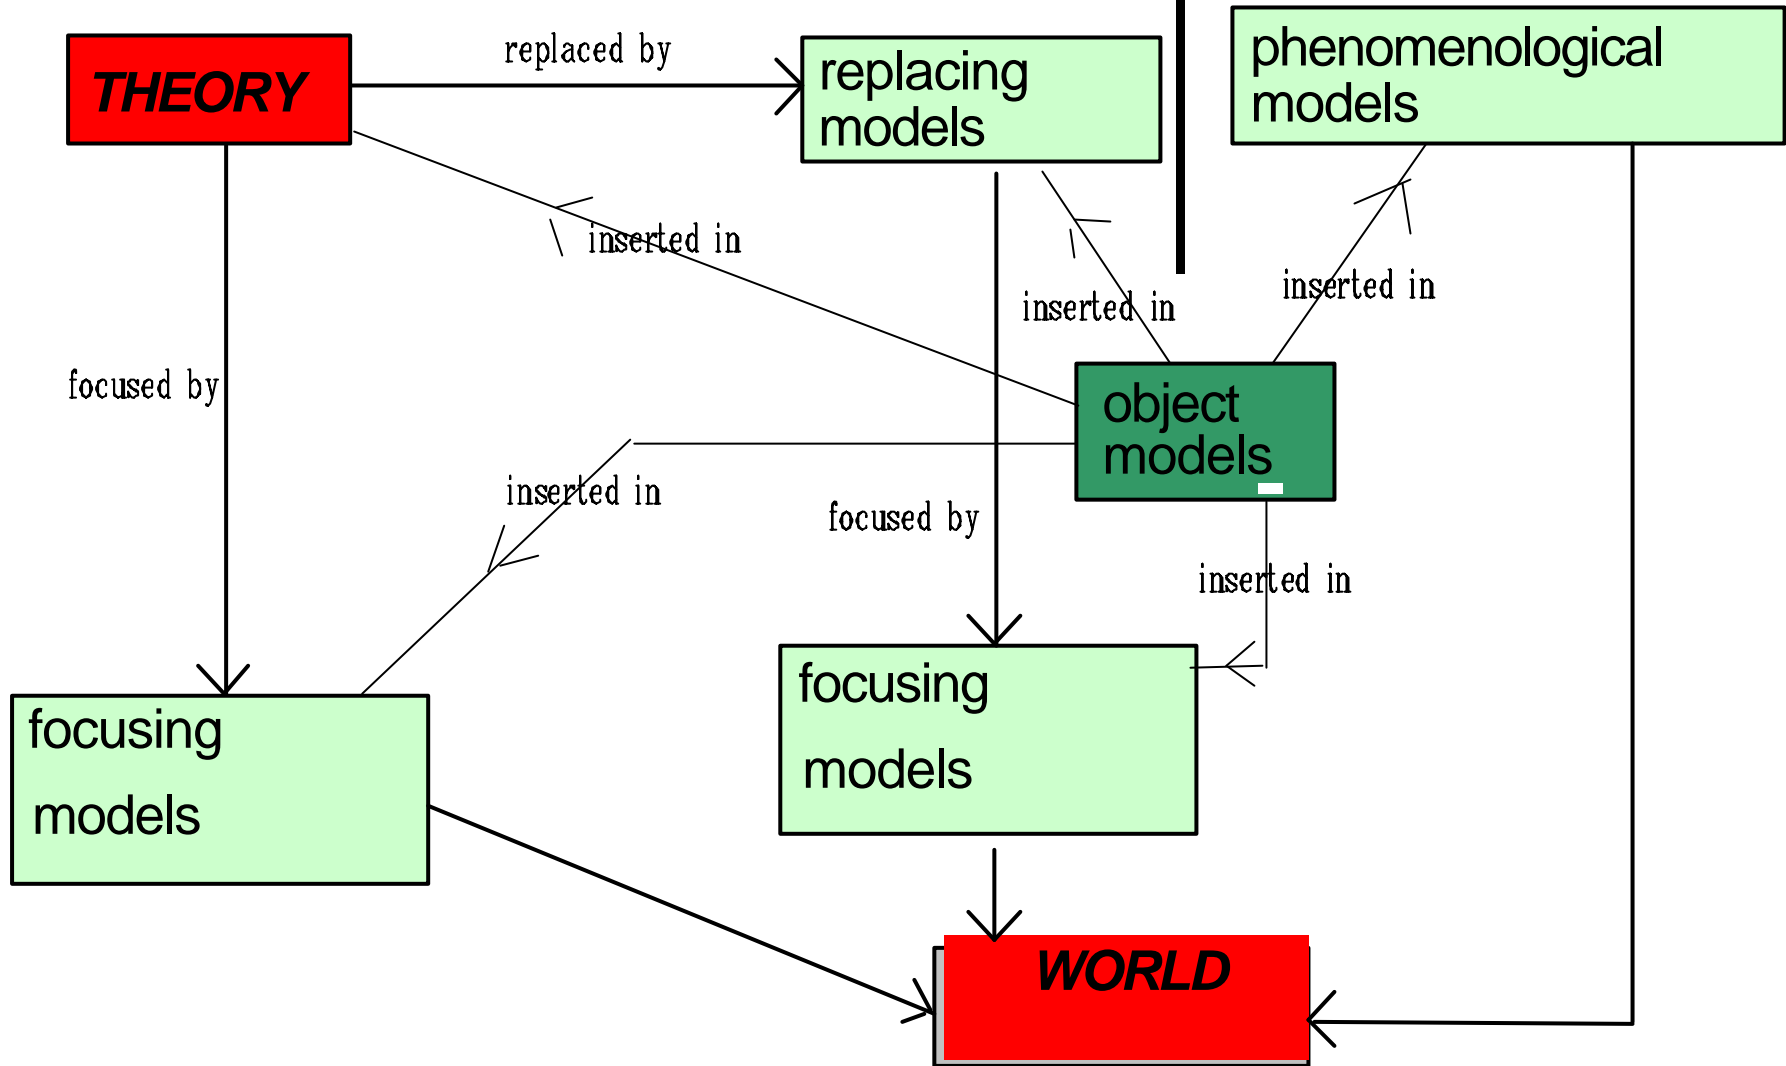 THEORY
replaced by
replacing
models
phenomenological
models
inserted in
inserted in
inserted in
focused by
object
models
inserted in
focused by
inserted in
focusing
models
focusing
models
WORLD